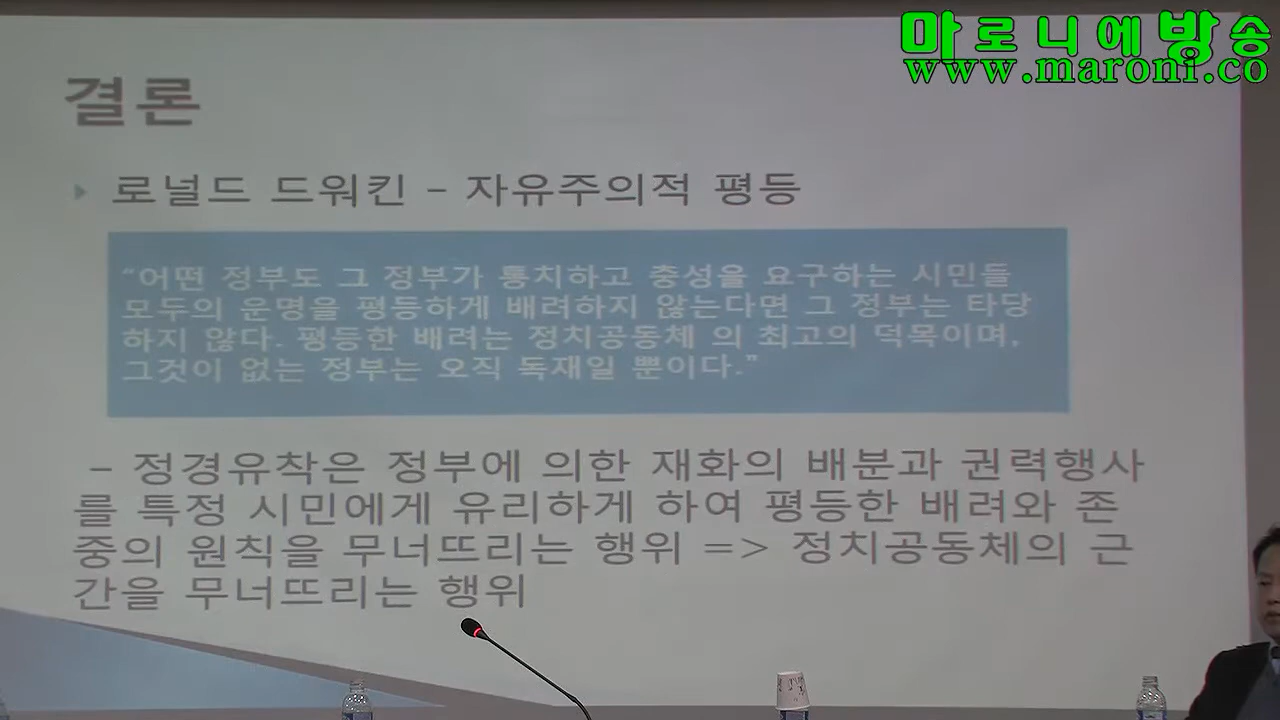 마로니에방송
www.maroni.co
결론
로널드 드워킨 - 자유주의적 평등
“어떤 정부도 그 정부가 통치하고 충성을 요구하는 시민들
모두의 운명을 평등하게 배려하지 않는다면 그 정부는 타당
하지 않다. 평등한 배려는 정치공동체 의 최고의 덕목이며,
그것이 없는 정부는 오직 독재일 뿐이다.”
- 정경유착은 정부에 의한 재화의 배분과 권력행사
를 특정 시민에게 유리하게 하여 평등한 배려와 존
중의 원칙을 무너뜨리는 행위 => 정치공동체의 근
간을 무너뜨리는 행위